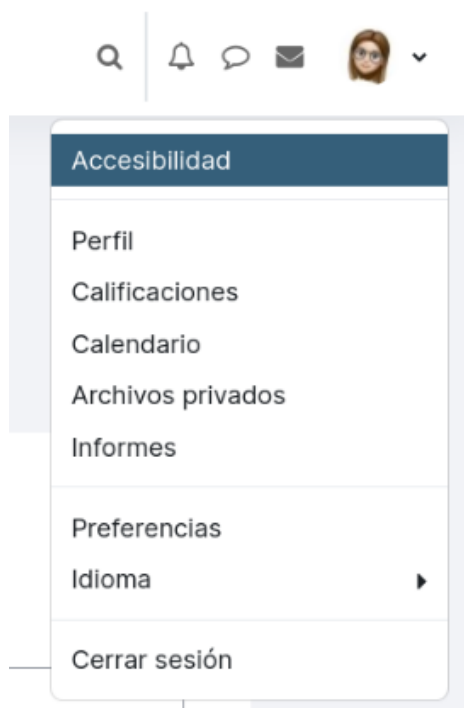 Accesibilidad
Perfil
Calificaciones
Calendario
Archivos privados
Informes
Preferencias
Idioma
Cerrar sesión